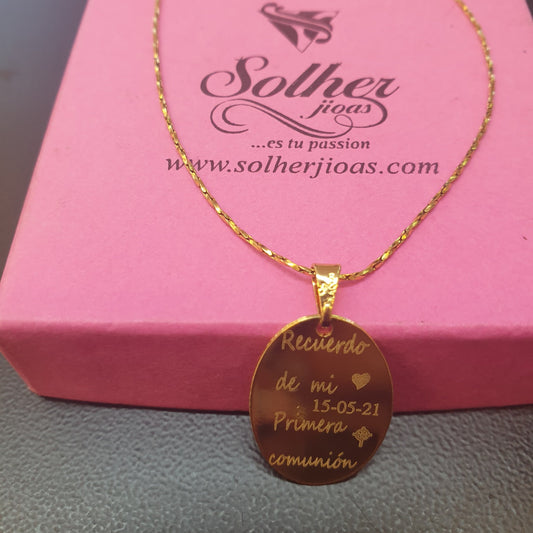 Solher
jioas
...es tu passion
www.solherjioas.com
Recuerdo
de mi
15-05-21
Primera
comunión